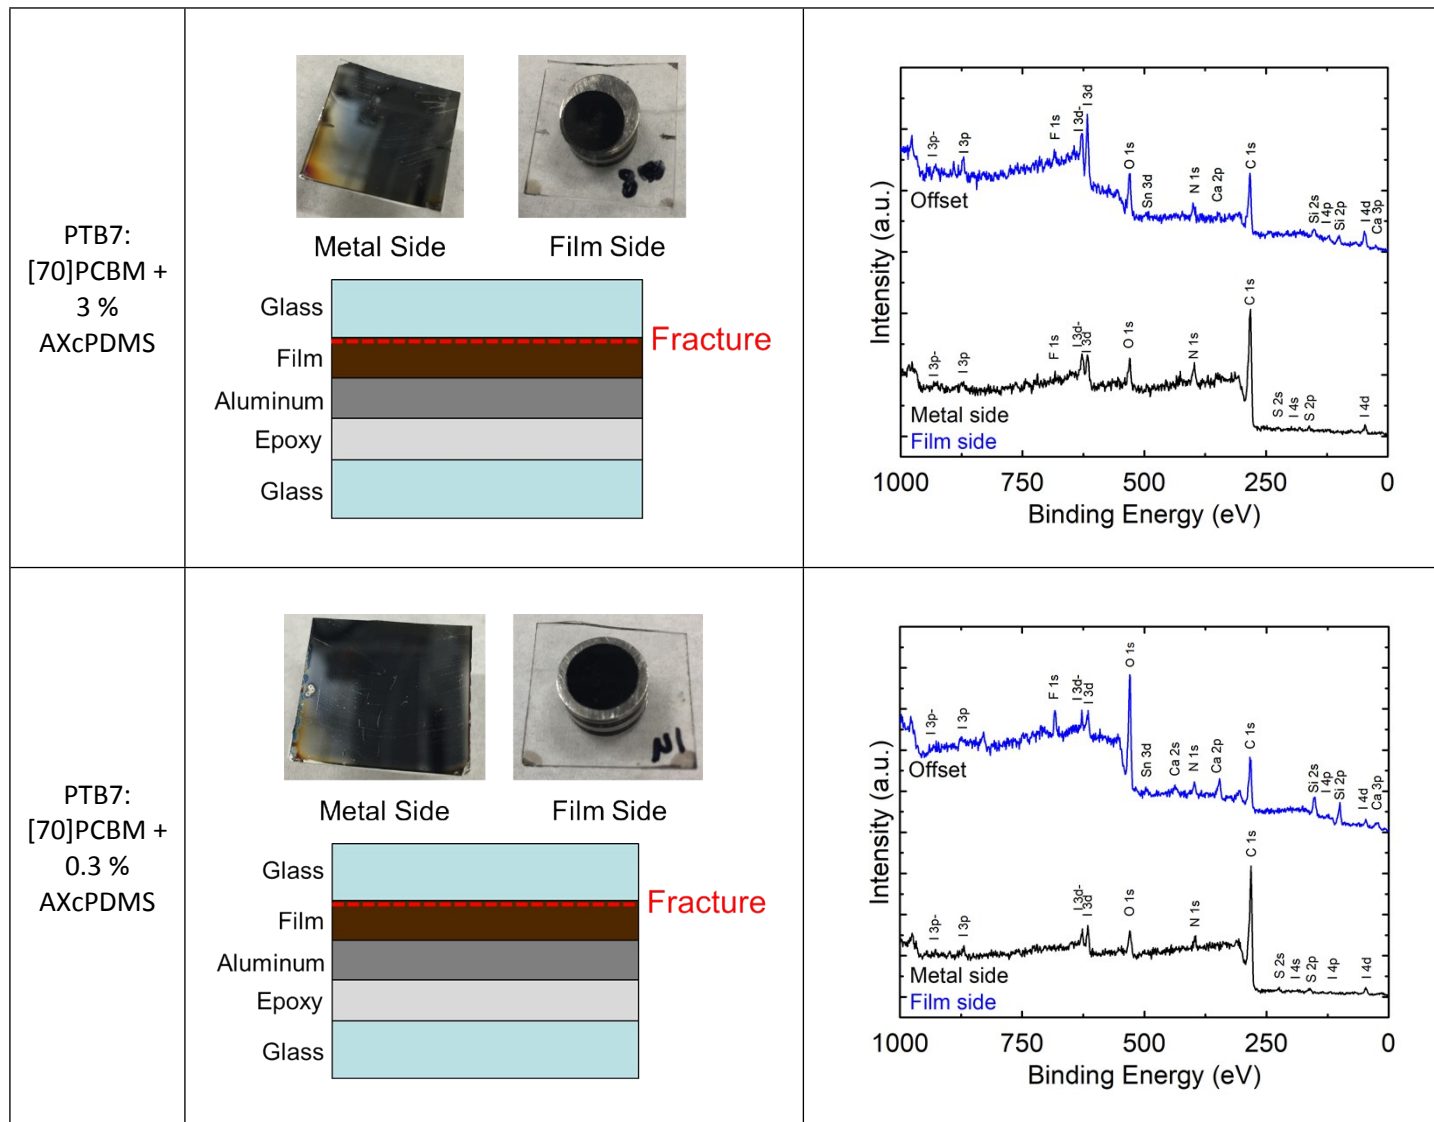 PTB7:
[70]PCBM +
3 %
AXcPDMS
Metal Side
Film Side
Glass
Film
Aluminum
Epoxy
Glass
Fracture
Intensity (a.u.)
I 3p-
I 3p
F 1s
I 3d-
I 3d
O 1s
Sn 3d
N 1s
Ca 2p
C 1s
Si 2s
I 4p
Si 2p
I 4d
Ca 3p
Offset
I 3p-
I 3p
F 1s
I 3d-
I 3d
O 1s
N 1s
C 1s
S 2s
I 4s
S 2p
I 4d
Metal side
Film side
1000 750 500 250 0
Binding Energy (eV)
PTB7:
[70]PCBM +
0.3 %
AXcPDMS
N1
Metal Side
Film Side
Glass
Film
Aluminum
Epoxy
Glass
Fracture
Intensity (a.u.)
I 3p-
I 3p
F 1s
I 3d-
I 3d
O 1s
Sn 3d
Ca 2s
N 1s
Ca 2p
C 1s
Si 2s
I 4p
Si 2p
I 4d
Ca 3p
Offset
I 3p-
I 3p
I 3d-
I 3d
O 1s
N 1s
C 1s
S 2s
I 4s
S 2p
I 4p
I 4d
Metal side
Film side
1000 750 500 250 0
Binding Energy (eV)